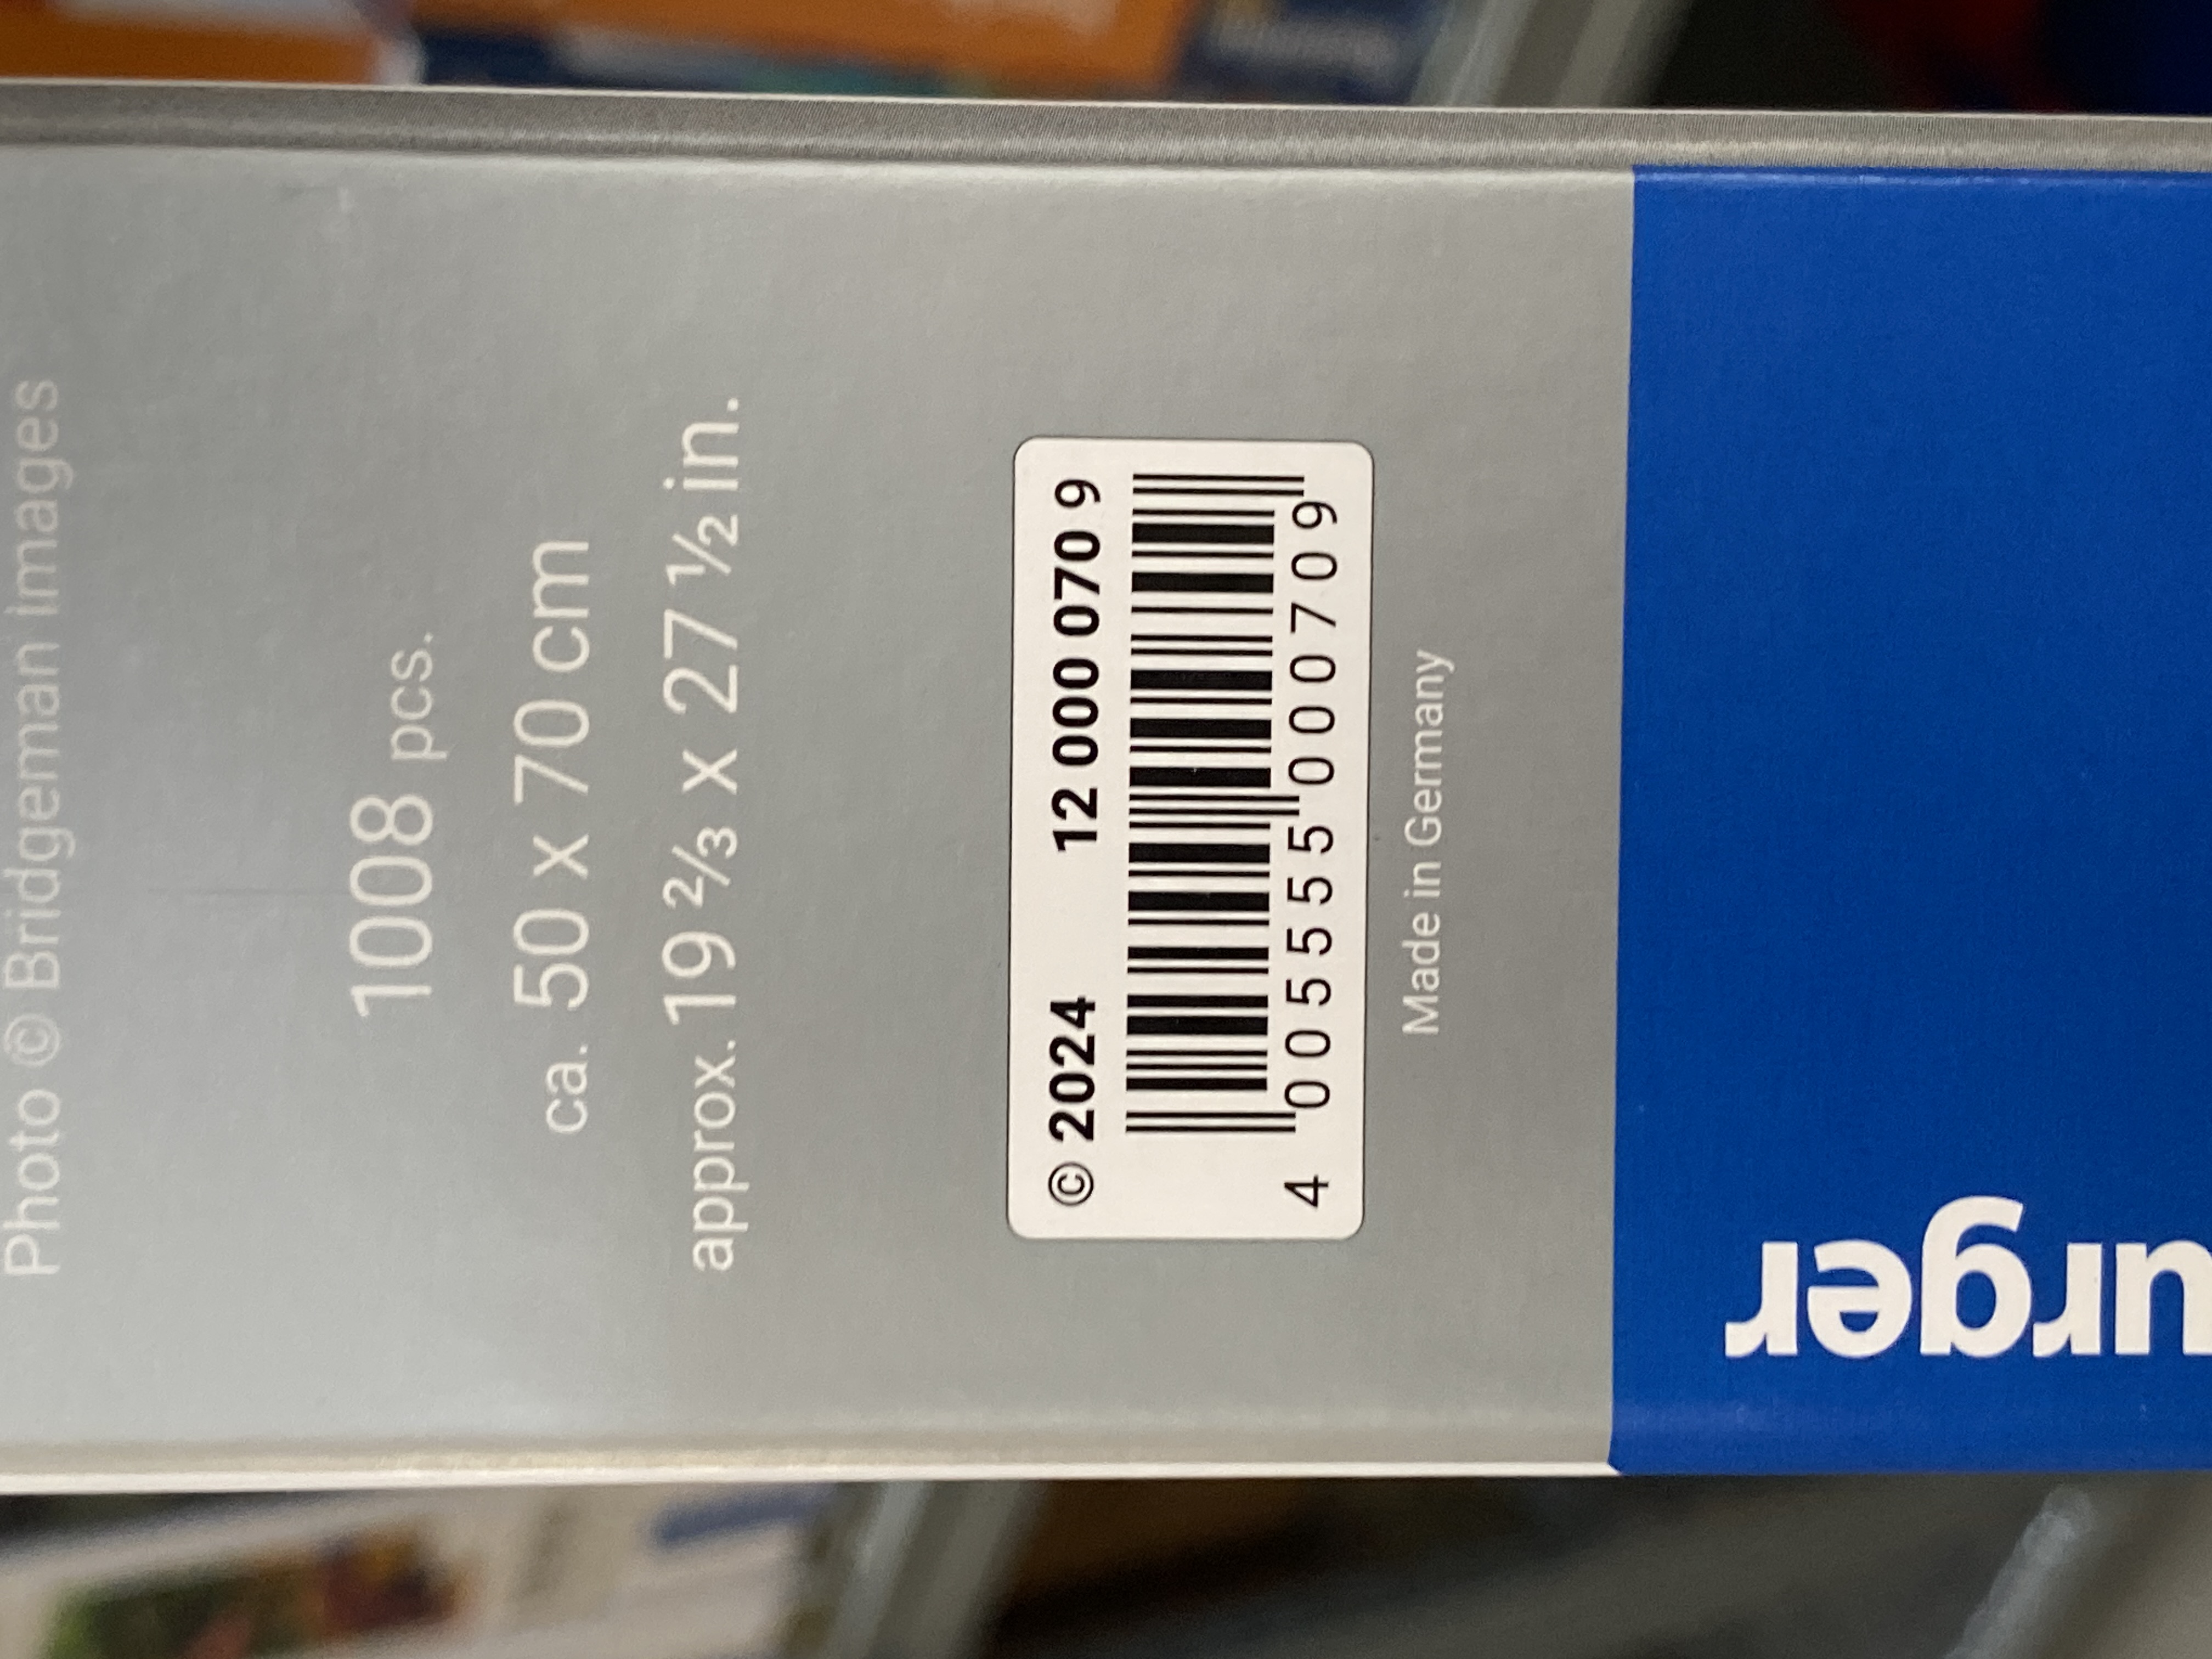 Photo © Bridgeman images
1008 pcs.
ca. 50 x 70 cm
approx. 19 ⅔ x 27 ½ in.
© 2024 12 000 070 9
4 005555 000709
Made in Germany
urger